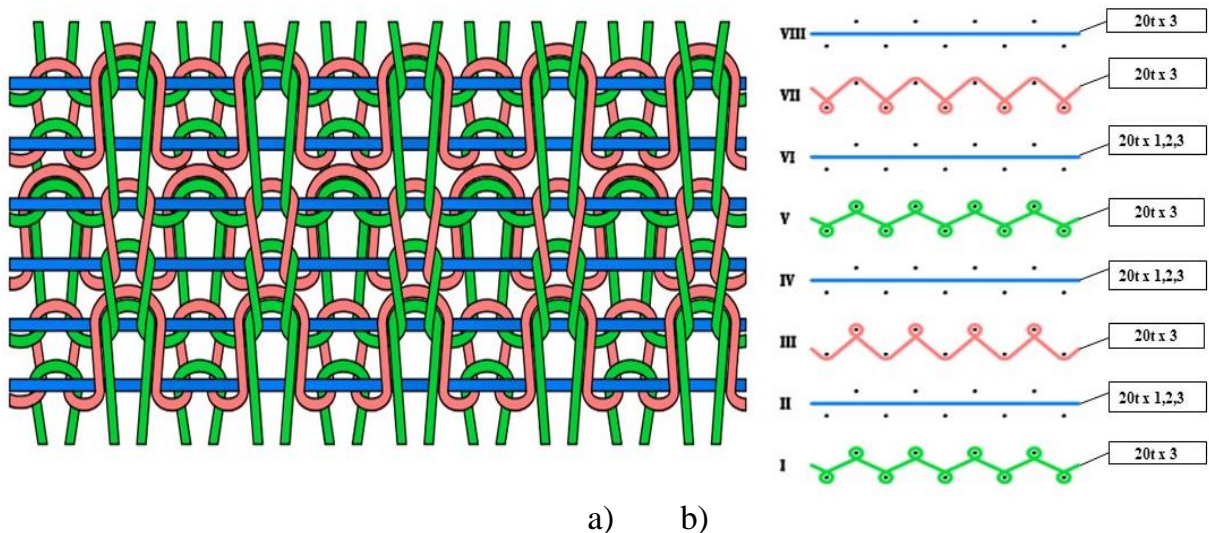 VIII 20t x 3
VII 20t x 3
VI 20t x 1,2,3
V 20t x 3
IV 20t x 1,2,3
III 20t x 3
II 20t x 1,2,3
I 20t x 3
a) b)